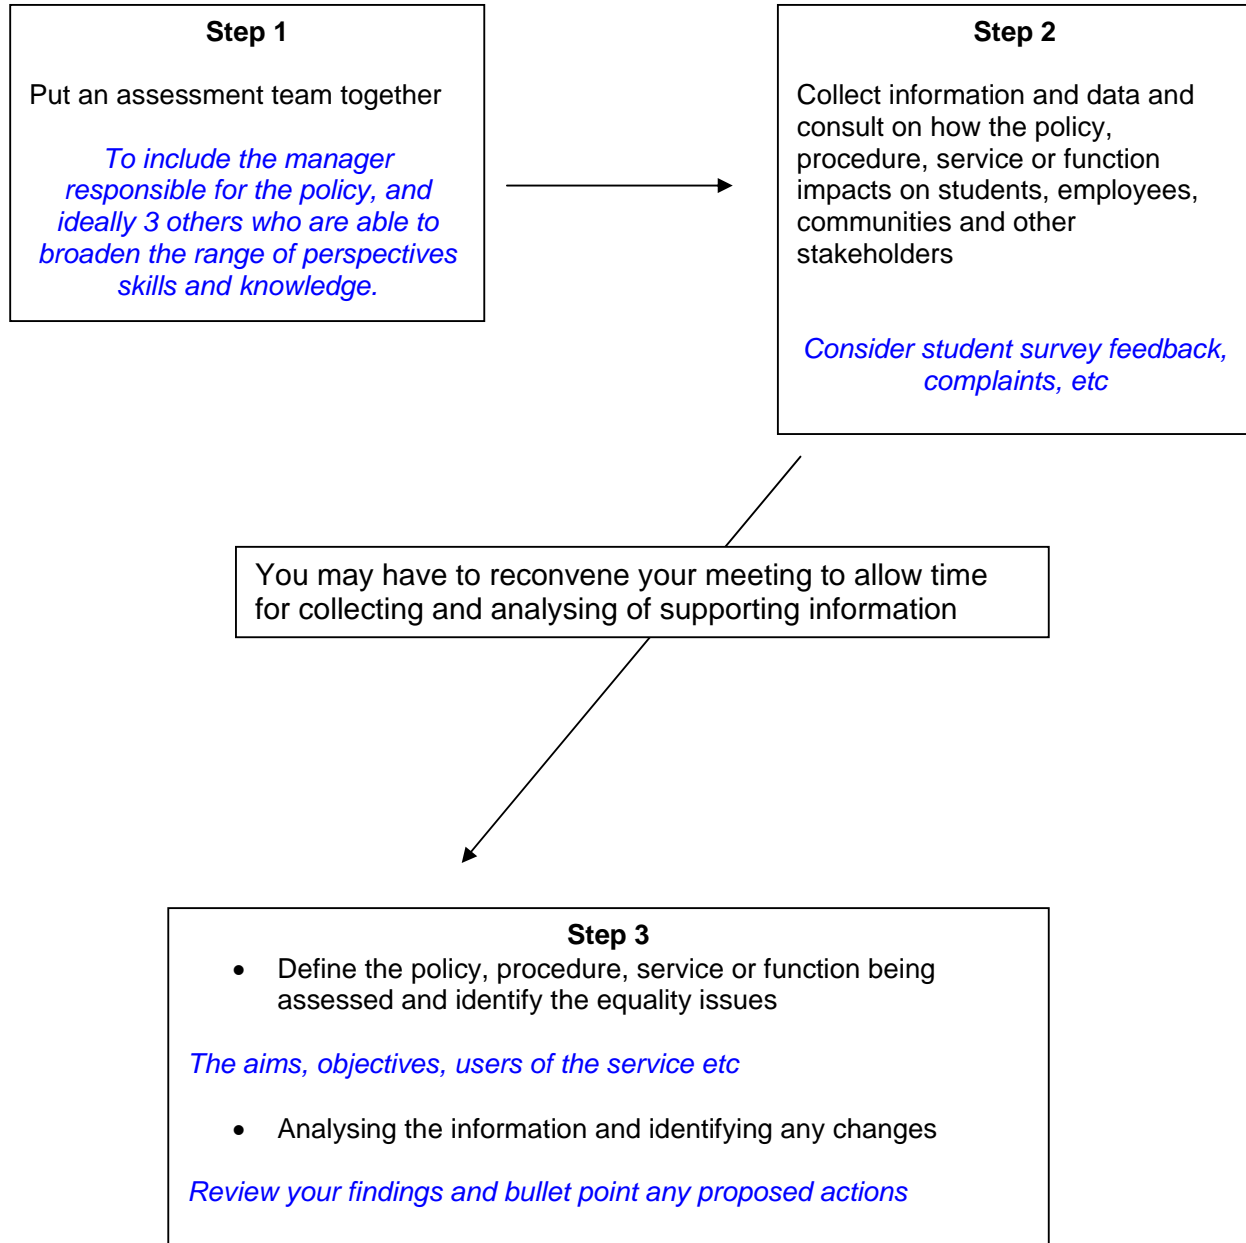 Step 1
Put an assessment team together
To include the manager
responsible for the policy, and
ideally 3 others who are able to
broaden the range of perspectives
skills and knowledge.
Step 2
Collect information and data and
consult on how the policy,
procedure, service or function
impacts on students, employees,
communities and other
stakeholders
Consider student survey feedback,
complaints, etc
You may have to reconvene your meeting to allow time
for collecting and analysing of supporting information
Step 3
• Define the policy, procedure, service or function being
assessed and identify the equality issues
The aims, objectives, users of the service etc
• Analysing the information and identifying any changes
Review your findings and bullet point any proposed actions